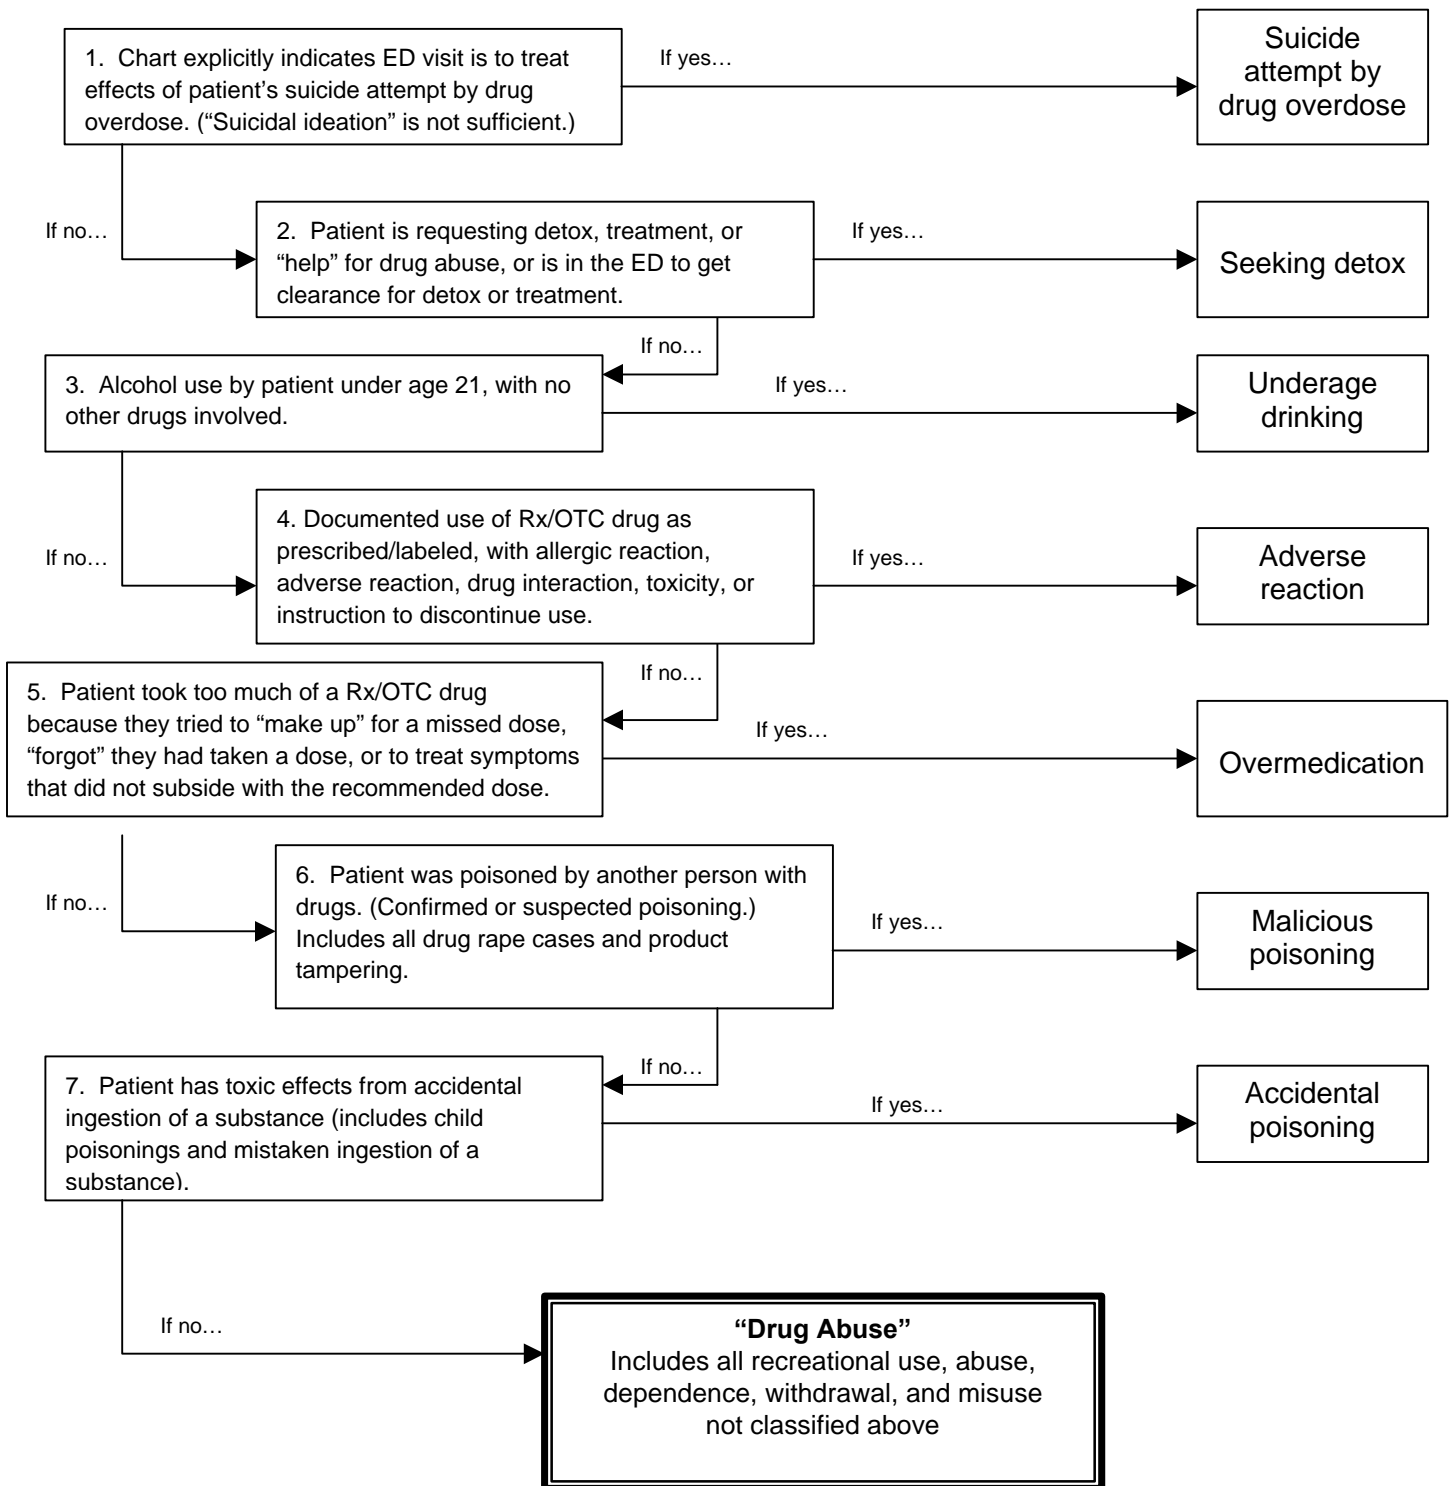 1. Chart explicitly indicates ED visit is to treat
effects of patient’s suicide attempt by drug
overdose. (“Suicidal ideation” is not sufficient.)
If yes…
Suicide
attempt by
drug overdose
If no…
2. Patient is requesting detox, treatment, or
“help” for drug abuse, or is in the ED to get
clearance for detox or treatment.
If yes…
Seeking detox
If no…
3. Alcohol use by patient under age 21, with no
other drugs involved.
If yes…
Underage
drinking
If no…
4. Documented use of Rx/OTC drug as
prescribed/labeled, with allergic reaction,
adverse reaction, drug interaction, toxicity, or
instruction to discontinue use.
If yes…
Adverse
reaction
If no…
5. Patient took too much of a Rx/OTC drug
because they tried to “make up” for a missed dose,
“forgot” they had taken a dose, or to treat symptoms
that did not subside with the recommended dose.
If yes…
Overmedication
If no…
6. Patient was poisoned by another person with
drugs. (Confirmed or suspected poisoning.)
Includes all drug rape cases and product
tampering.
If yes…
Malicious
poisoning
If no…
7. Patient has toxic effects from accidental
ingestion of a substance (includes child
poisonings and mistaken ingestion of a
substance).
If yes…
Accidental
poisoning
If no…
“Drug Abuse”
Includes all recreational use, abuse,
dependence, withdrawal, and misuse
not classified above